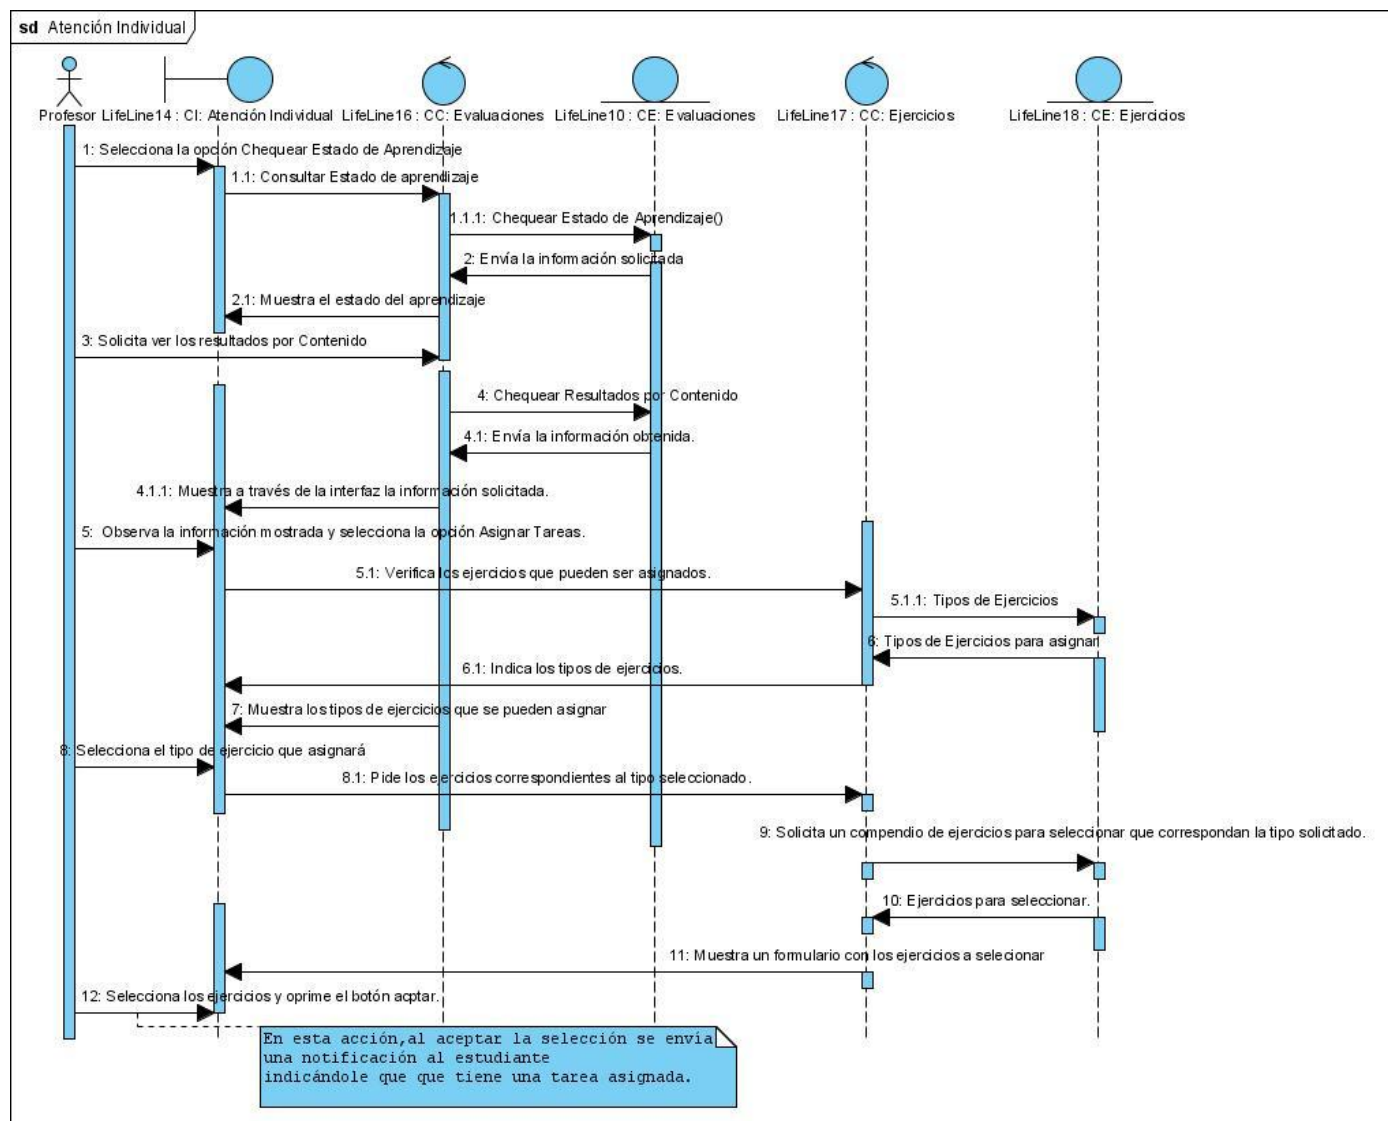 sd Atención Individual
Profesor LifeLine14 : CI: Atención Individual LifeLine16 : CC: Evaluaciones LifeLine10 : CE: Evaluaciones LifeLine17 : CC: Ejercicios LifeLine18 : CE: Ejercicios
1: Selecciona la opción Chequear Estado de Aprendizaje
1.1: Consultar Estado de aprendizaje
1.1.1: Chequear Estado de Aprendizaje()
2: Envía la información solicitada
2.1: Muestra el estado del aprendizaje
3: Solicita ver los resultados por Contenido
4: Chequear Resultados por Contenido
4.1: Envía la información obtenida.
4.1.1: Muestra a través de la interfaz la información solicitada.
5: Observa la información mostrada y selecciona la opción Asignar Tareas.
5.1: Verifica los ejercicios que pueden ser asignados.
5.1.1: Tipos de Ejercicios
6: Tipos de Ejercicios para asignar
6.1: Indica los tipos de ejercicios.
7: Muestra los tipos de ejercicios que se pueden asignar
8: Selecciona el tipo de ejercicio que asignará
8.1: Pide los ejercicios correspondientes al tipo seleccionado.
9: Solicita un compendio de ejercicios para seleccionar que correspondan la tipo solicitado.
10: Ejercicios para seleccionar.
11: Muestra un formulario con los ejercicios a selecionar
12: Selecciona los ejercicios y oprime el botón acptar.
En esta acción,al aceptar la selección se envía
una notificación al estudiante
indicándole que que tiene una tarea asignada.